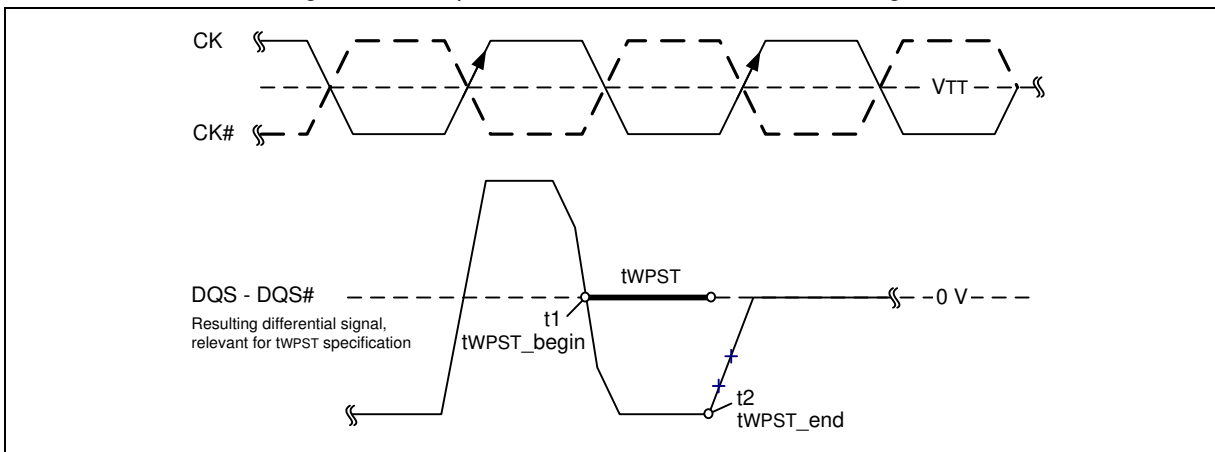 CK
VTT
CK#
tWPST
DQS - DQS#
0 V
Resulting differential signal,
relevant for tWPST specification
t1
tWPST_begin
t2
tWPST_end